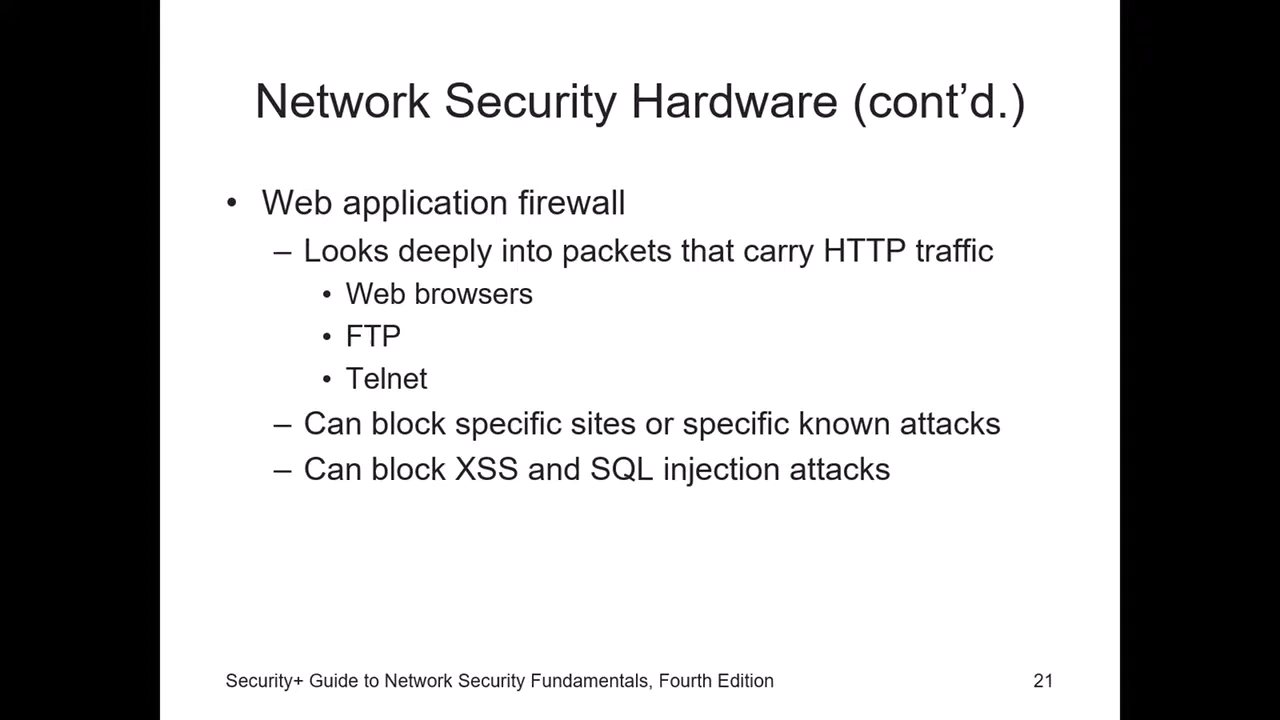 Network Security Hardware (cont’d.)
• Web application firewall
– Looks deeply into packets that carry HTTP traffic
• Web browsers
• FTP
• Telnet
– Can block specific sites or specific known attacks
– Can block XSS and SQL injection attacks
Security+ Guide to Network Security Fundamentals, Fourth Edition
21